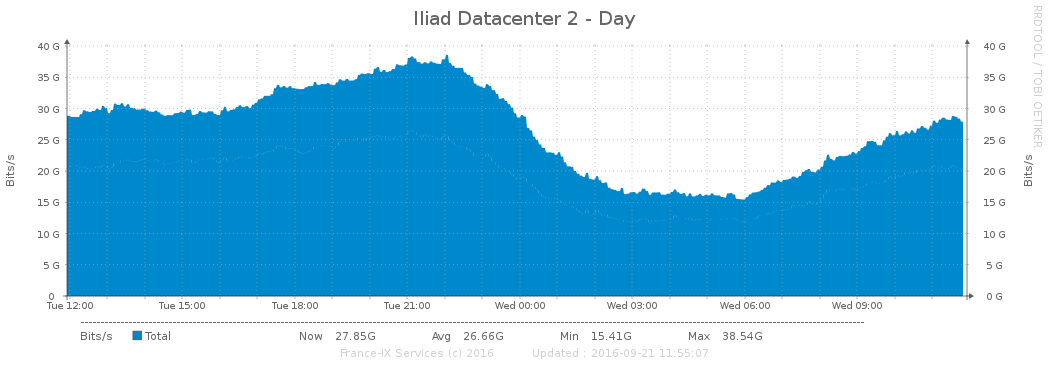 Iliad Datacenter 2 - Day
RRDTOOL / TOBI OETIKER
40 G 40 G
35 G 35 G
30 G 30 G
25 G 25 G
20 G 20 G
15 G 15 G
10 G 10 G
5 G 5 G
0 0 G
Bits/s
Bits/s
Tue 12:00 Tue 15:00 Tue 18:00 Tue 21:00 Wed 00:00 Wed 03:00 Wed 06:00 Wed 09:00
Bits/s Total Now 27.85G Avg 26.66G Min 15.41G Max 38.54G
France-IX Services (c) 2016 Updated : 2016-09-21 11:55:07